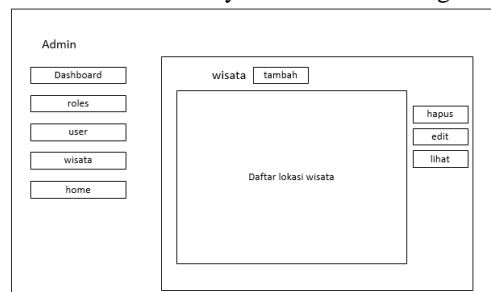 Admin
Dashboard
roles
user
wisata
home
wisata tambah
Daftar lokasi wisata
hapus
edit
lihat